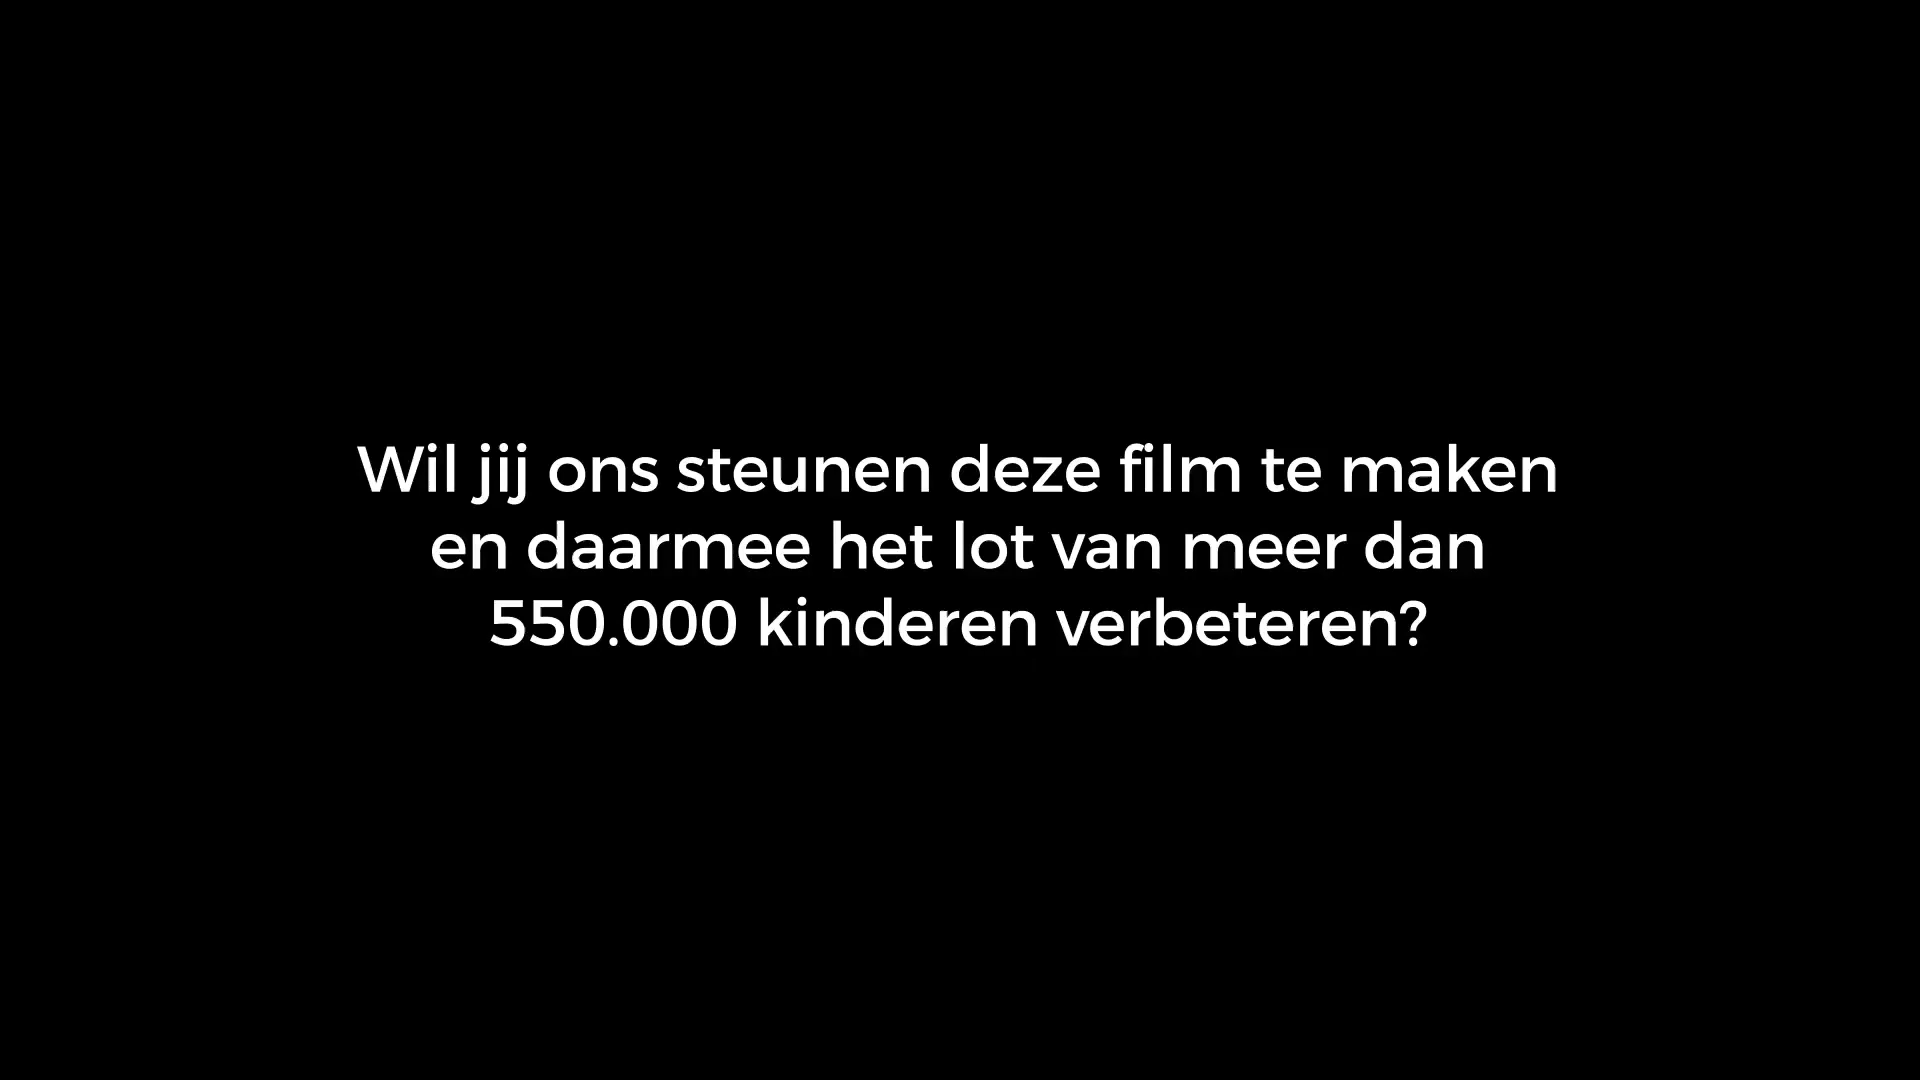 Wil jij ons steunen deze film te maken
en daarmee het lot van meer dan
550.000 kinderen verbeteren?